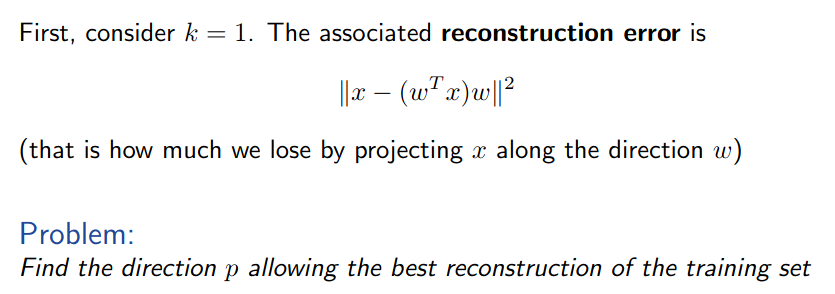 First, consider k = 1. The associated reconstruction error is
‖x − (wᵀx)w‖²
(that is how much we lose by projecting x along the direction w)
Problem:
Find the direction p allowing the best reconstruction of the training set